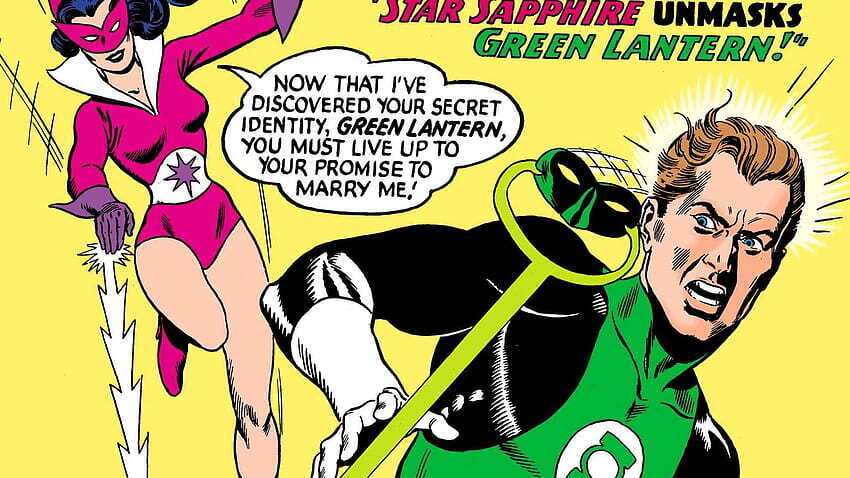 "STAR SAPPHIRE UNMASKS
GREEN LANTERN!"
NOW THAT I'VE
DISCOVERED YOUR SECRET
IDENTITY, GREEN LANTERN,
YOU MUST LIVE UP TO
YOUR PROMISE TO
MARRY ME!